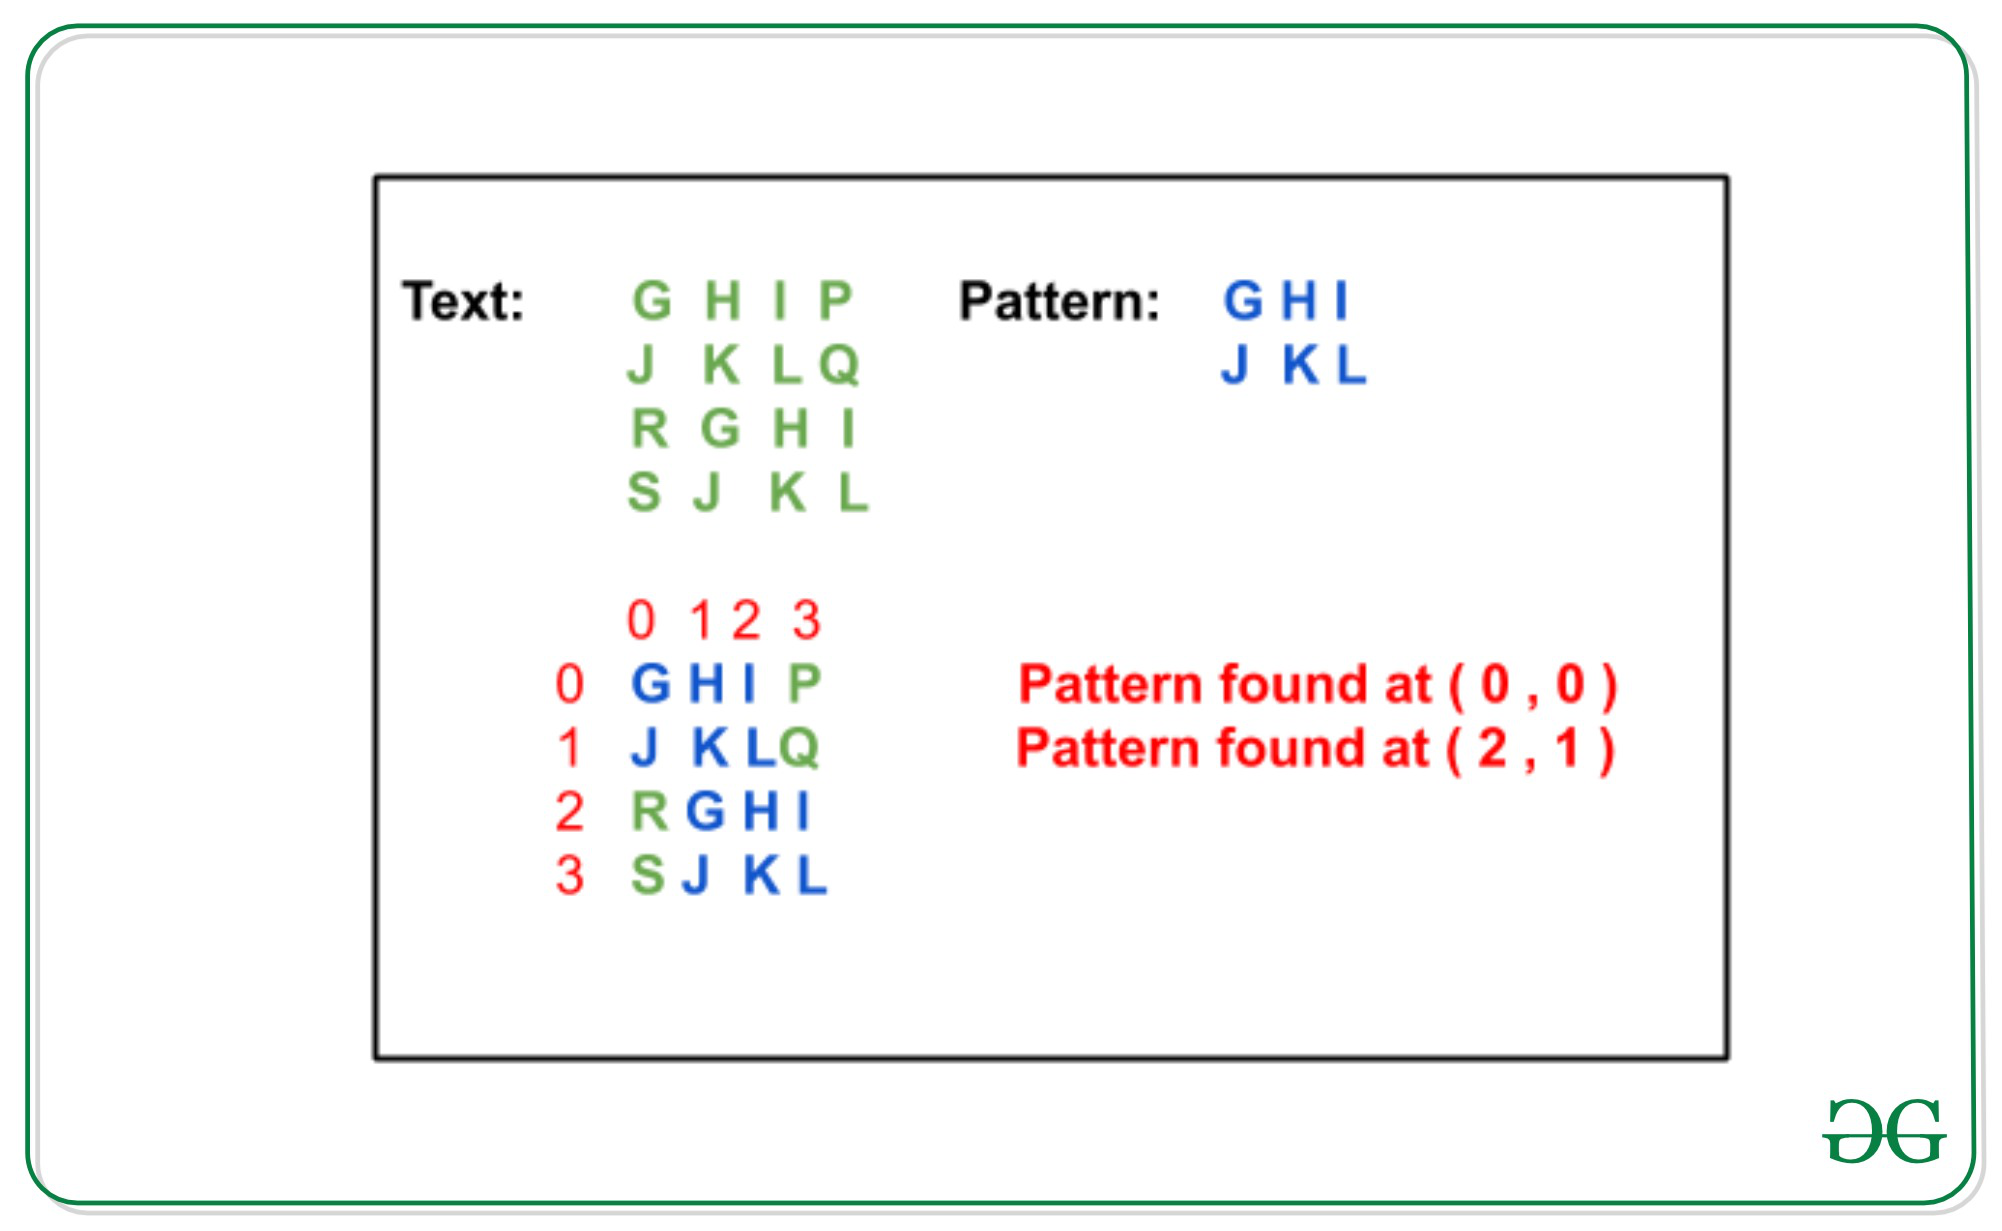 Text: G H I P Pattern: G H I
J K L Q J K L
R G H I
S J K L
0 1 2 3
0 G H I P Pattern found at ( 0 , 0 )
1 J K L Q Pattern found at ( 2 , 1 )
2 R G H I
3 S J K L